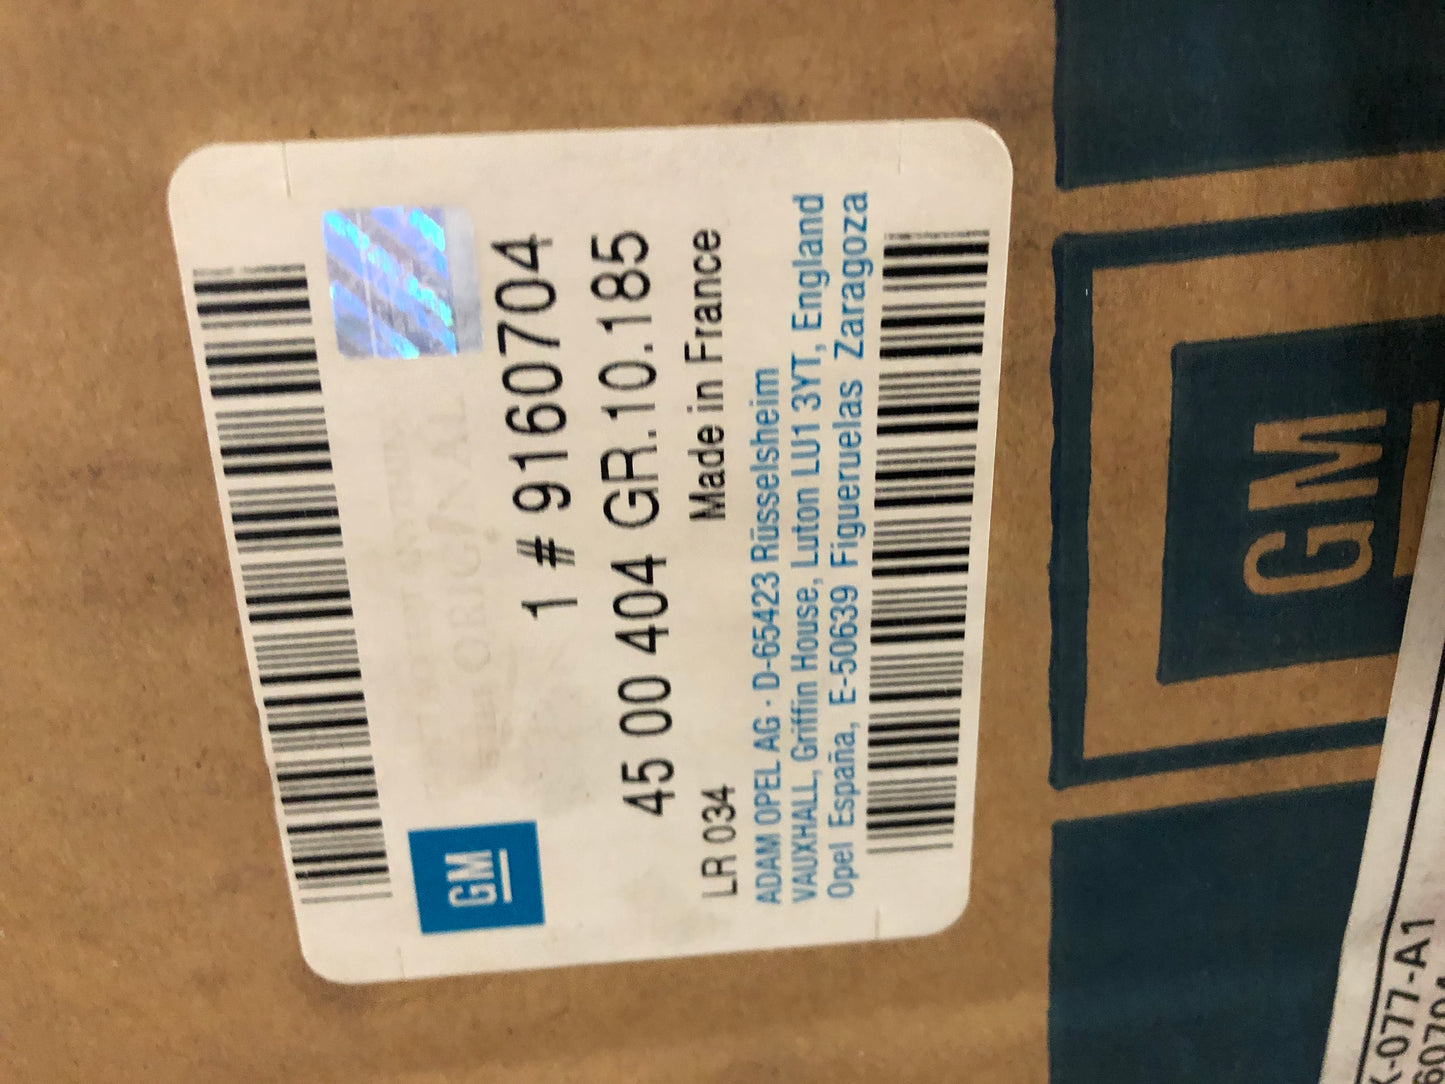 GM
1 # 9160704
45 00 404 GR.10.185
LR 034 Made in France
ADAM OPEL AG · D-65423 Rüsselsheim
VAUXHALL, Griffin House, Luton LU1 3YT, England
Opel España, E-50639 Figueruelas Zaragoza
GM
-077-A1